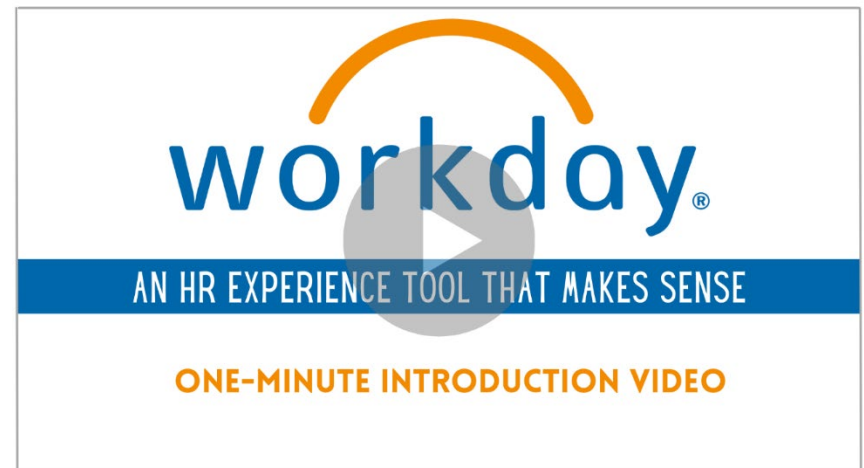 workday.®
AN HR EXPERIENCE TOOL THAT MAKES SENSE
ONE-MINUTE INTRODUCTION VIDEO